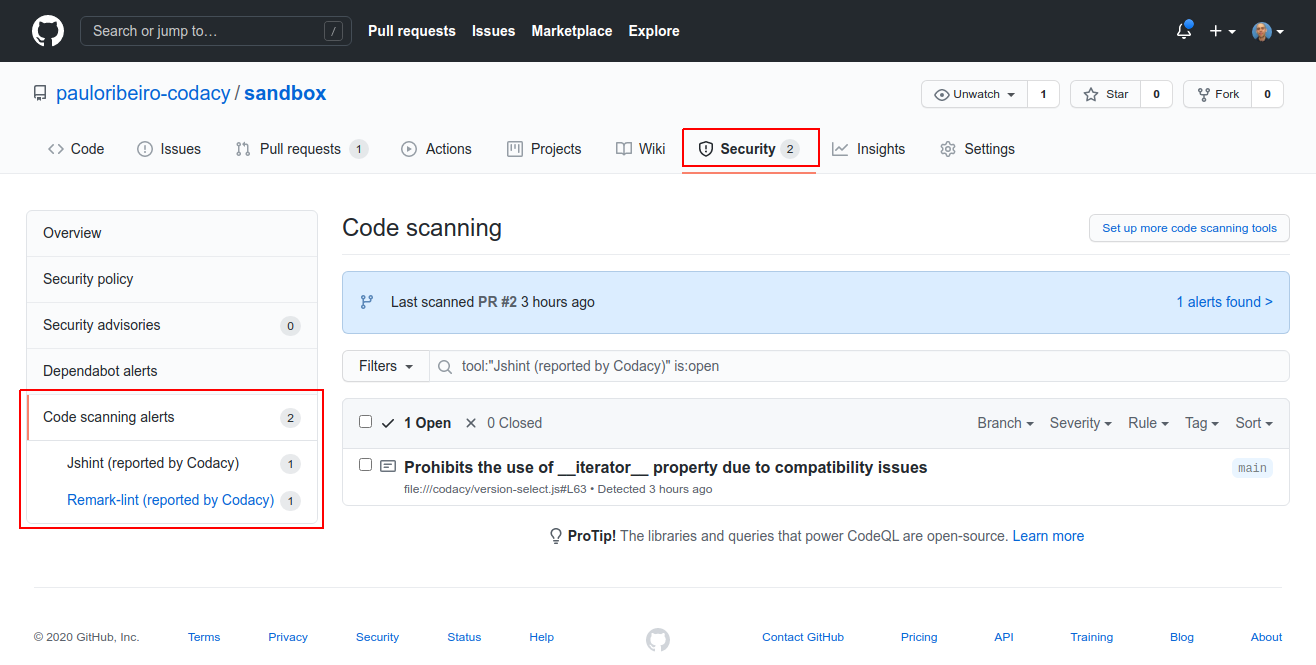 Search or jump to… /
Pull requests Issues Marketplace Explore
pauloribeiro-codacy / sandbox
Unwatch 1 Star 0 Fork 0
Code Issues Pull requests 1 Actions Projects Wiki Security 2 Insights Settings
Overview
Security policy
Security advisories 0
Dependabot alerts
Code scanning alerts 2
Jshint (reported by Codacy) 1
Remark-lint (reported by Codacy) 1
Code scanning
Set up more code scanning tools
Last scanned PR #2 3 hours ago
1 alerts found >
Filters tool:"Jshint (reported by Codacy)" is:open
1 Open 0 Closed
Branch Severity Rule Tag Sort
Prohibits the use of __iterator__ property due to compatibility issues
main
file:///codacy/version-select.js#L63 • Detected 3 hours ago
ProTip! The libraries and queries that power CodeQL are open-source. Learn more
© 2020 GitHub, Inc. Terms Privacy Security Status Help Contact GitHub Pricing API Training Blog About